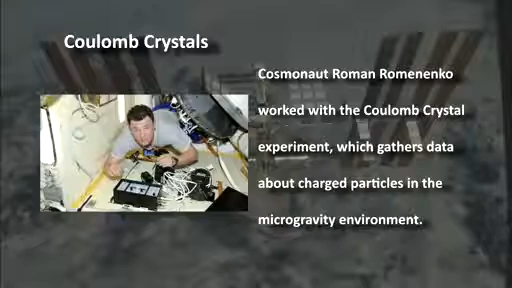 Coulomb Crystals
Cosmonaut Roman Romenenko
worked with the Coulomb Crystal
experiment, which gathers data
about charged particles in the
microgravity environment.